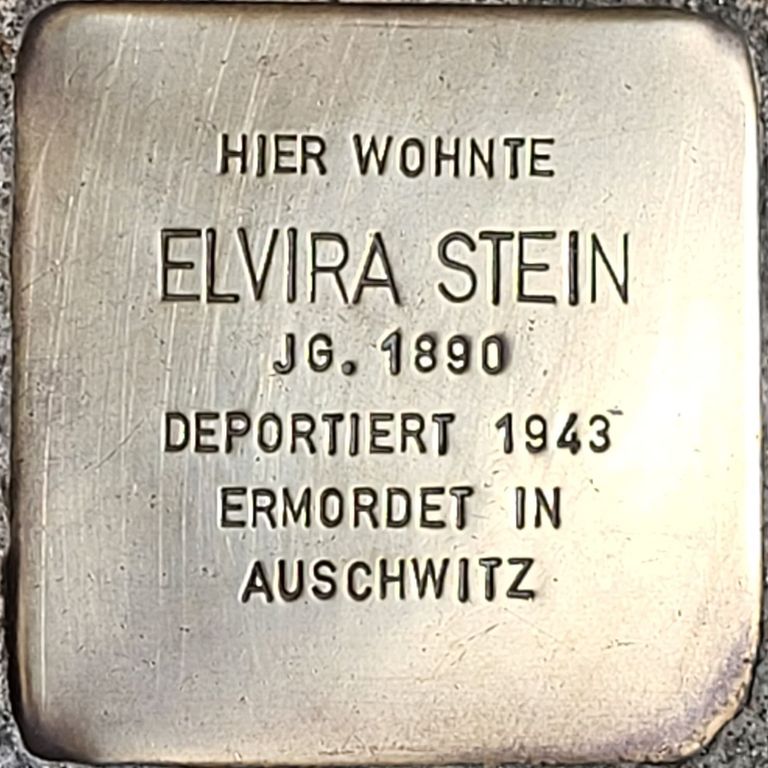 HIER WOHNTE
ELVIRA STEIN
JG. 1890
DEPORTIERT 1943
ERMORDET IN
AUSCHWITZ